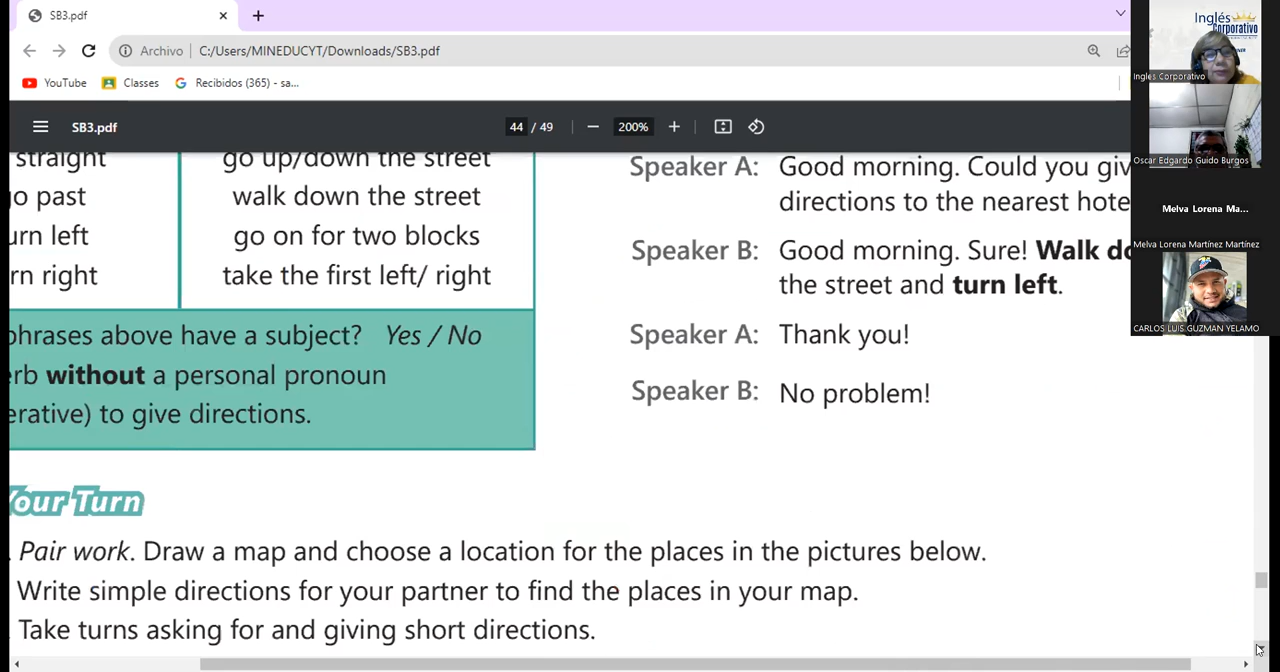 SB3.pdf
Archivo
C:/Users/MINEDUCYT/Downloads/SB3.pdf
YouTube
Classes
Recibidos (365) - sa...
SB3.pdf
44 / 49
200%
straight
go past
turn left
turn right
go up/down the street
walk down the street
go on for two blocks
take the first left/ right
phrases above have a subject? Yes / No
verb without a personal pronoun
erative) to give directions.
Speaker A: Good morning. Could you giv
directions to the nearest hote
Speaker B: Good morning. Sure! Walk do
the street and turn left.
Speaker A: Thank you!
Speaker B: No problem!
Your Turn
Pair work. Draw a map and choose a location for the places in the pictures below.
Write simple directions for your partner to find the places in your map.
Take turns asking for and giving short directions.
Inglés
Corporativo
Ingles Corporativo
Oscar Edgardo Guido Burgos
Melva Lorena Ma...
Melva Lorena Martínez Martínez
CARLOS LUIS GUZMAN YELAMO